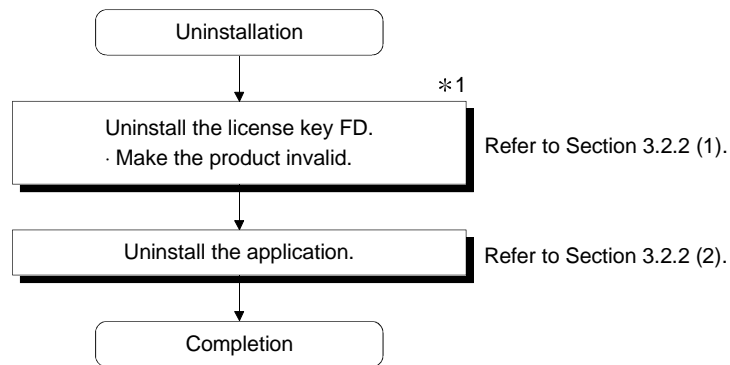 Uninstallation
*1
Uninstall the license key FD.
· Make the product invalid.
Refer to Section 3.2.2 (1).
Uninstall the application.
Refer to Section 3.2.2 (2).
Completion